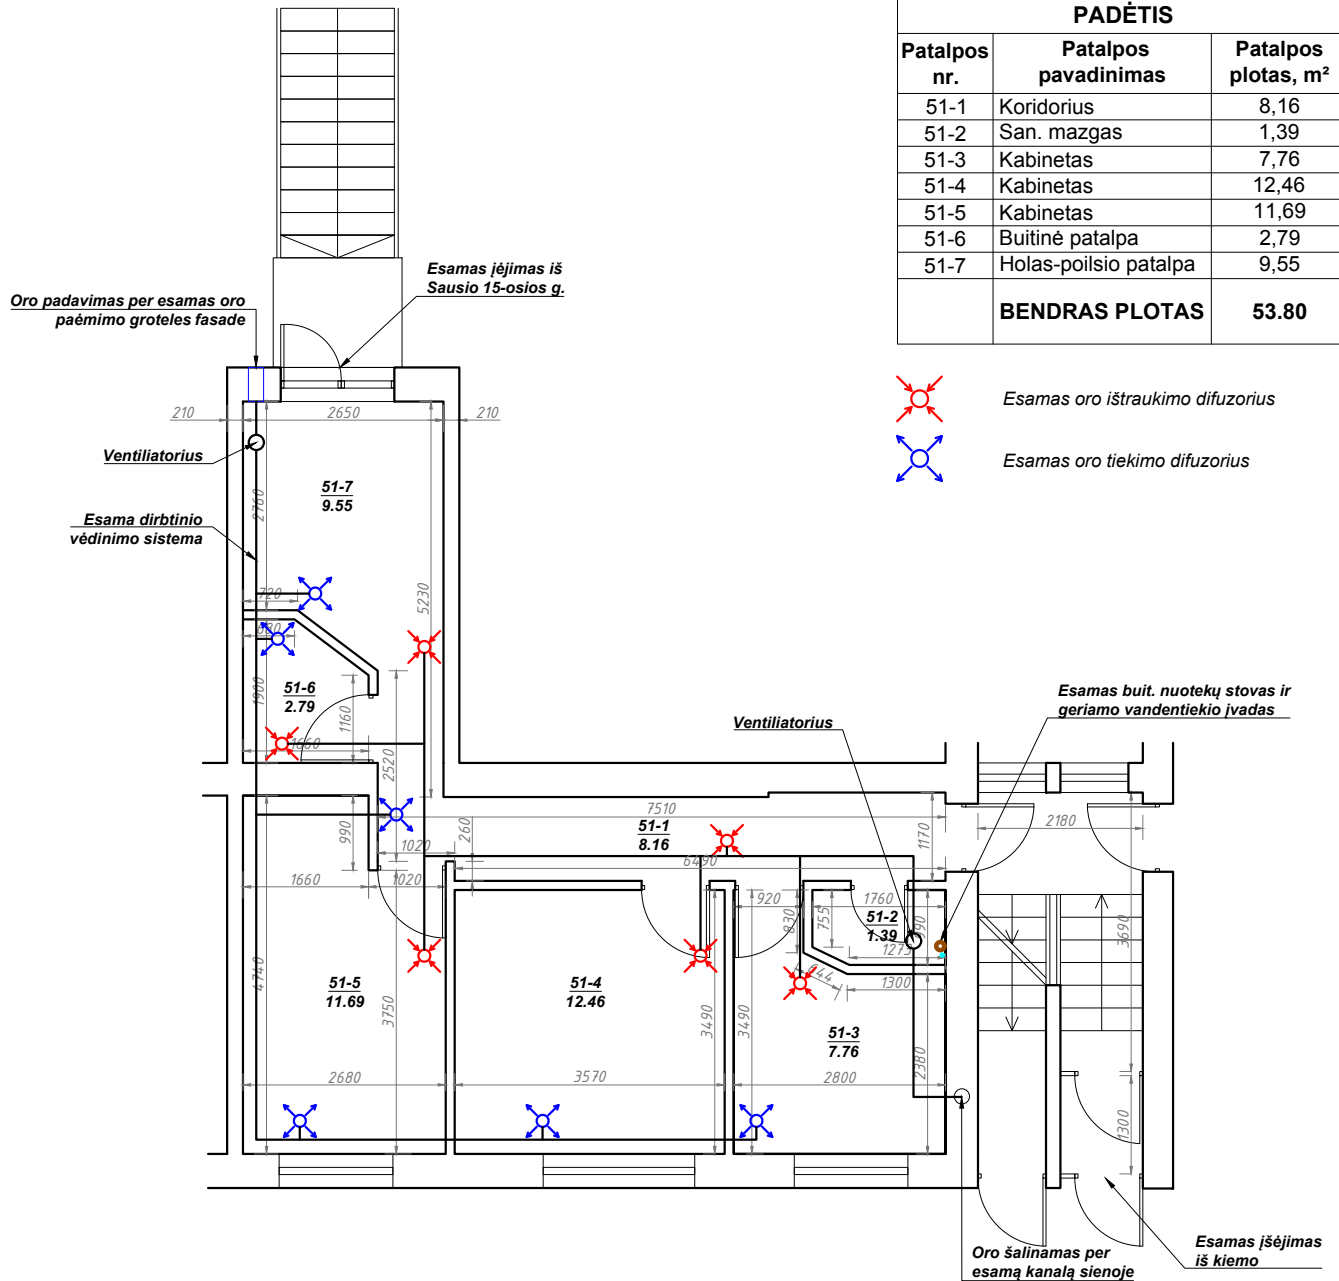 PADĖTIS
Patalpos nr. Patalpos pavadinimas Patalpos plotas, m²
51-1 Koridorius 8,16
51-2 San. mazgas 1,39
51-3 Kabinetas 7,76
51-4 Kabinetas 12,46
51-5 Kabinetas 11,69
51-6 Buitinė patalpa 2,79
51-7 Holas-poilsio patalpa 9,55
BENDRAS PLOTAS 53.80
Esamas oro ištraukimo difuzorius
Esamas oro tiekimo difuzorius
Esamas įėjimas iš
Sausio 15-osios g.
Oro padavimas per esamas oro
paėmimo groteles fasade
210 2650 210
Ventiliatorius
2760
51-7
9.55
Esama dirbtinio
vėdinimo sistema
720
5230
680
1900
51-6
2.79
1160
1660
2520
Esamas buit. nuotekų stovas ir
geriamo vandentiekio įvadas
Ventiliatorius
7510
51-1
8.16
2180
1170
990
1020
260
6490
1660 1020
920
1760
830
755
51-2
1.39
990
1275
3690
4740
51-5
11.69
3750
51-4
12.46
3490
3490
644
1300
51-3
7.76
2380
2680
3570
2800
1300
Oro šalinamas per
esamą kanalą sienoje
Esamas įšėjimas
iš kiemo